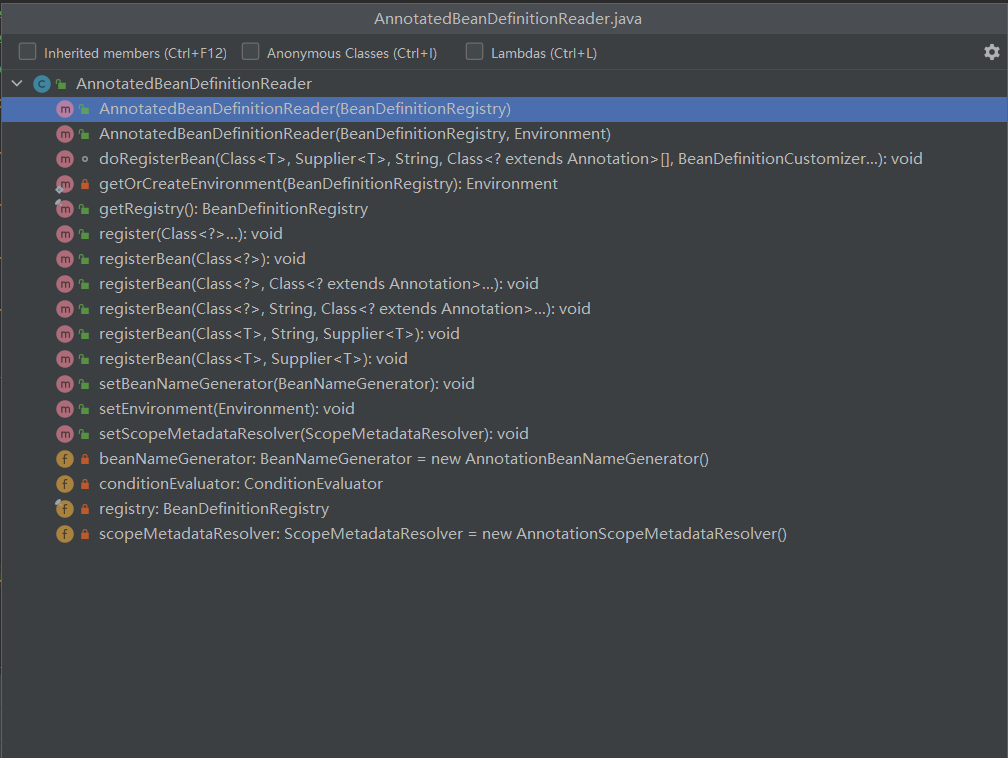 AnnotatedBeanDefinitionReader.java
Inherited members (Ctrl+F12) Anonymous Classes (Ctrl+I) Lambdas (Ctrl+L)
C AnnotatedBeanDefinitionReader
m AnnotatedBeanDefinitionReader(BeanDefinitionRegistry)
m AnnotatedBeanDefinitionReader(BeanDefinitionRegistry, Environment)
m doRegisterBean(Class<T>, Supplier<T>, String, Class<? extends Annotation>[], BeanDefinitionCustomizer...): void
m getOrCreateEnvironment(BeanDefinitionRegistry): Environment
m getRegistry(): BeanDefinitionRegistry
m register(Class<?>...): void
m registerBean(Class<?>): void
m registerBean(Class<?>, Class<? extends Annotation>...): void
m registerBean(Class<?>, String, Class<? extends Annotation>...): void
m registerBean(Class<T>, String, Supplier<T>): void
m registerBean(Class<T>, Supplier<T>): void
m setBeanNameGenerator(BeanNameGenerator): void
m setEnvironment(Environment): void
m setScopeMetadataResolver(ScopeMetadataResolver): void
f beanNameGenerator: BeanNameGenerator = new AnnotationBeanNameGenerator()
f conditionEvaluator: ConditionEvaluator
f registry: BeanDefinitionRegistry
f scopeMetadataResolver: ScopeMetadataResolver = new AnnotationScopeMetadataResolver()